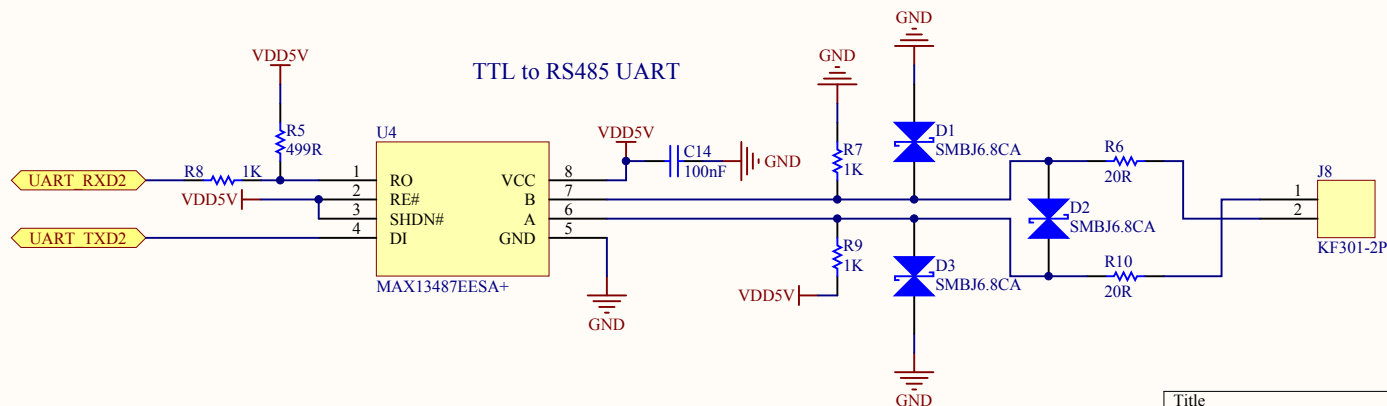 GND
GND
VDD5V
TTL to RS485 UART
R5
499R
U4
VDD5V
C14
100nF
GND
R7
1K
D1
SMBJ6.8CA
R6
20R
J8
UART_RXD2
R8
1K
1
RO
VCC
8
VDD5V
2
RE#
B
7
3
SHDN#
A
6
UART_TXD2
4
DI
GND
5
MAX13487EESA+
GND
R9
1K
VDD5V
D3
SMBJ6.8CA
D2
SMBJ6.8CA
R10
20R
1
2
KF301-2P
GND
Title